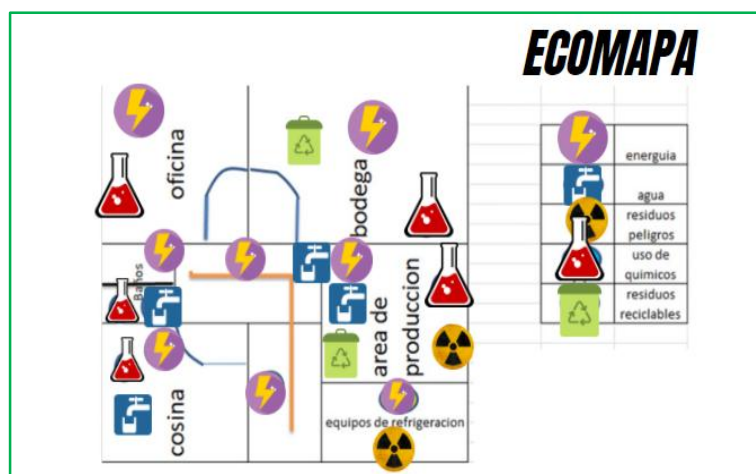 ECOMAPA
oficina
bodega
Baños
area de
produccion
cosina
equipos de refrigeracion
energuia
agua
residuos
peligros
uso de
quimicos
residuos
reciclables